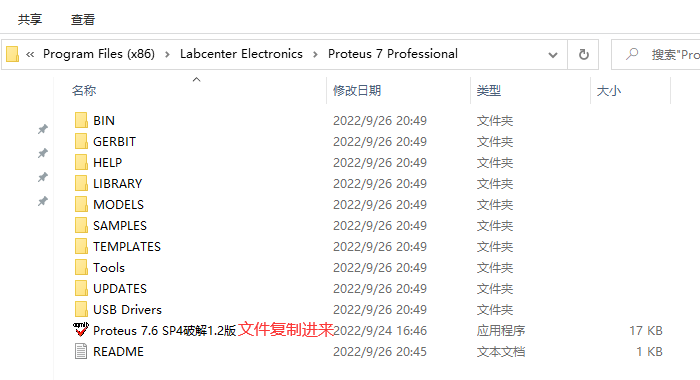 共享 查看
« Program Files (x86) › Labcenter Electronics › Proteus 7 Professional 搜索"Pro
名称 修改日期 类型 大小
BIN 2022/9/26 20:49 文件夹
GERBIT 2022/9/26 20:49 文件夹
HELP 2022/9/26 20:49 文件夹
LIBRARY 2022/9/26 20:49 文件夹
MODELS 2022/9/26 20:49 文件夹
SAMPLES 2022/9/26 20:49 文件夹
TEMPLATES 2022/9/26 20:49 文件夹
Tools 2022/9/26 20:49 文件夹
UPDATES 2022/9/26 20:49 文件夹
USB Drivers 2022/9/26 20:49 文件夹
Proteus 7.6 SP4破解1.2版 文件复制进来 2022/9/24 16:46 应用程序 17 KB
README 2022/9/26 20:45 文本文档 1 KB